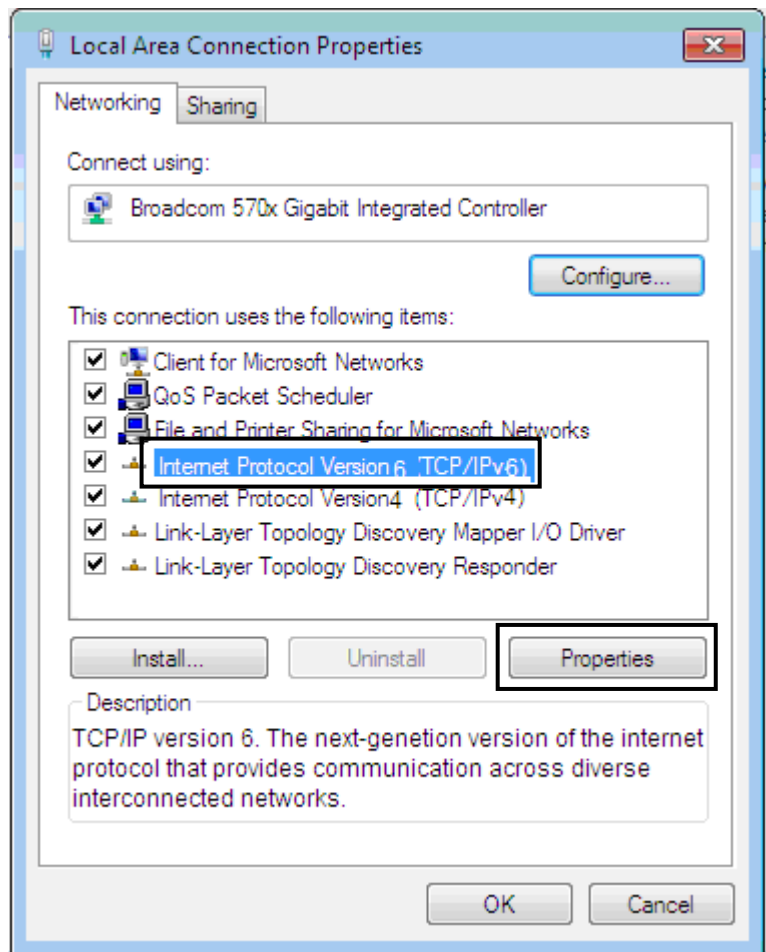 Local Area Connection Properties
Networking
Sharing
Connect using:
Broadcom 570x Gigabit Integrated Controller
Configure...
This connection uses the following items:
Client for Microsoft Networks
QoS Packet Scheduler
File and Printer Sharing for Microsoft Networks
Internet Protocol Version 6 (TCP/IPv6)
Internet Protocol Version4 (TCP/IPv4)
Link-Layer Topology Discovery Mapper I/O Driver
Link-Layer Topology Discovery Responder
Install...
Uninstall
Properties
Description
TCP/IP version 6. The next-genetion version of the internet
protocol that provides communication across diverse
interconnected networks.
OK
Cancel